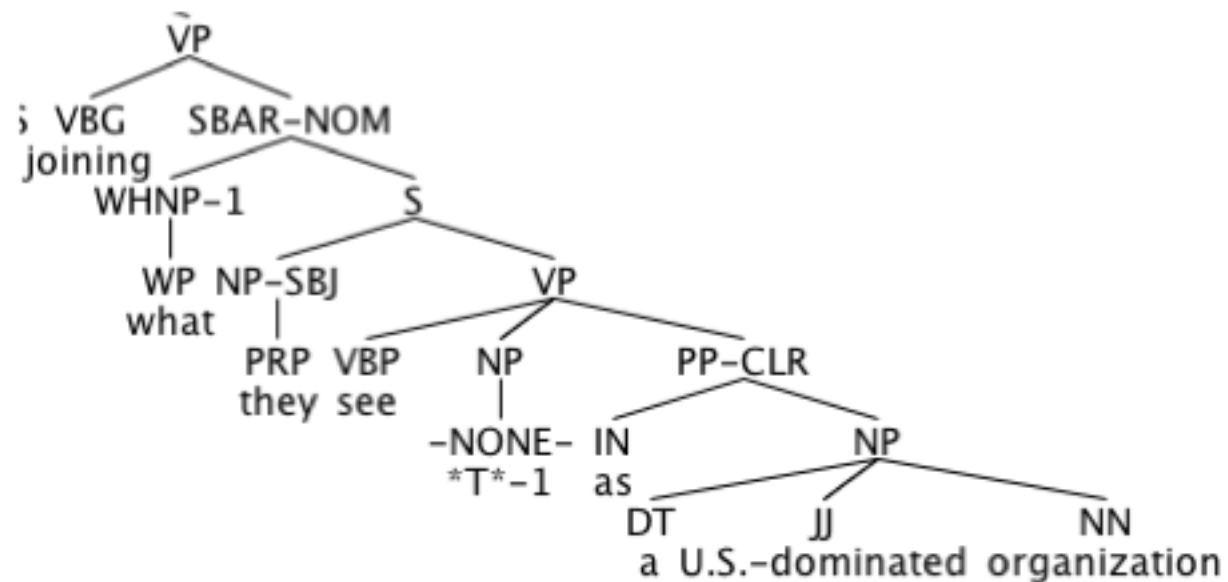 VP
VBG SBAR-NOM
joining
WHNP-1 S
WP NP-SBJ VP
what
PRP VBP NP PP-CLR
they see
-NONE- IN NP
*T*-1 as
DT JJ NN
a U.S.-dominated organization